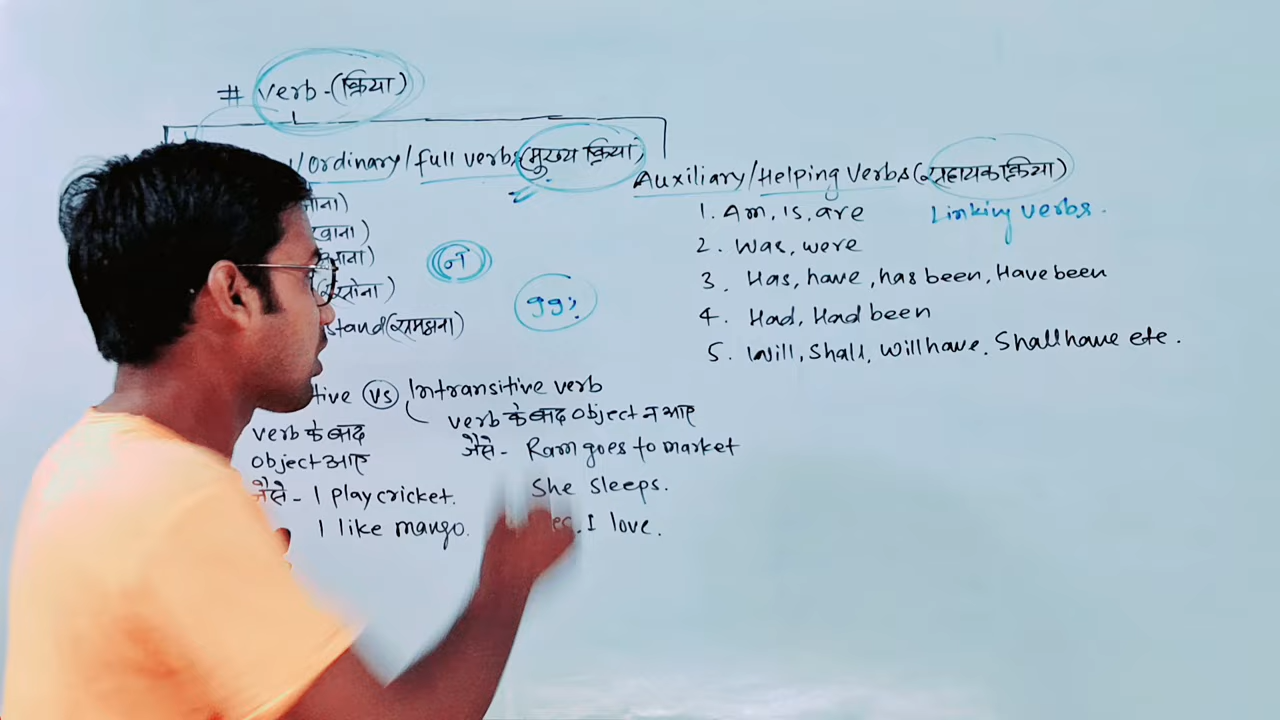 # verb-(क्रिया)
/ordinary/full verbs(मुख्य क्रिया)
खाना)
(सोना)
stand(समझना)
ने
99%
tive vs Intransitive verb
verb के बाद
object आए
जैसे - I play cricket.
I like mango.
verb के बाद object न आए
जैसे - Ram goes to market
She sleeps.
I love.
Auxiliary/Helping Verbs(सहायक क्रिया)
1. Am, is, are
Linking verbs.
2. Was, were
3. Has, have, has been, Have been
4. Had, Had been
5. Will, Shall, Will have, Shall have etc.